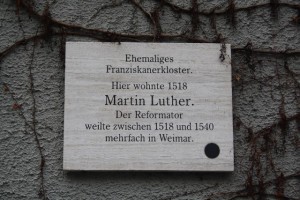 Ehemaliges
Franziskanerkloster.
Hier wohnte 1518
Martin Luther.
Der Reformator
weilte zwischen 1518 und 1540
mehrfach in Weimar.